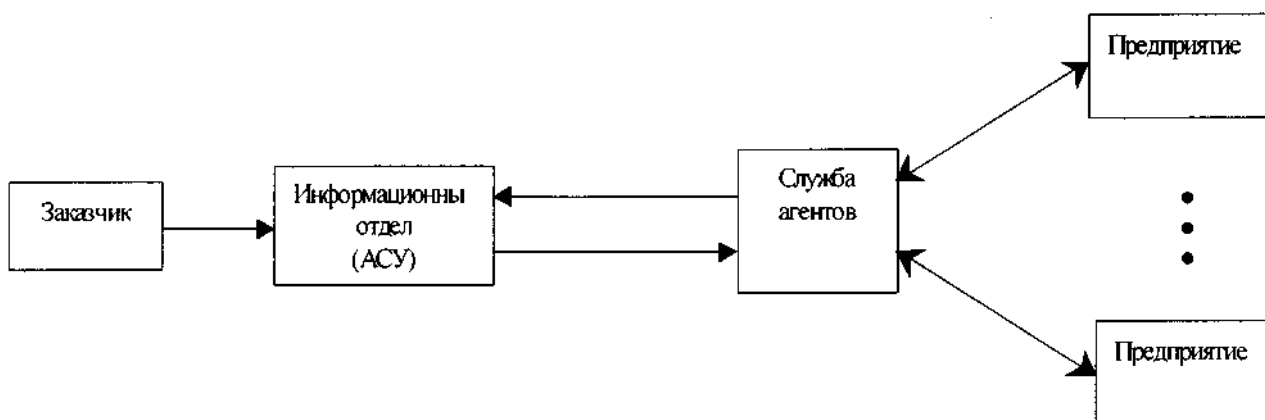 Предприятие
Заказчик
Информационны
отдел
(АСУ)
Служба
агентов
Предприятие